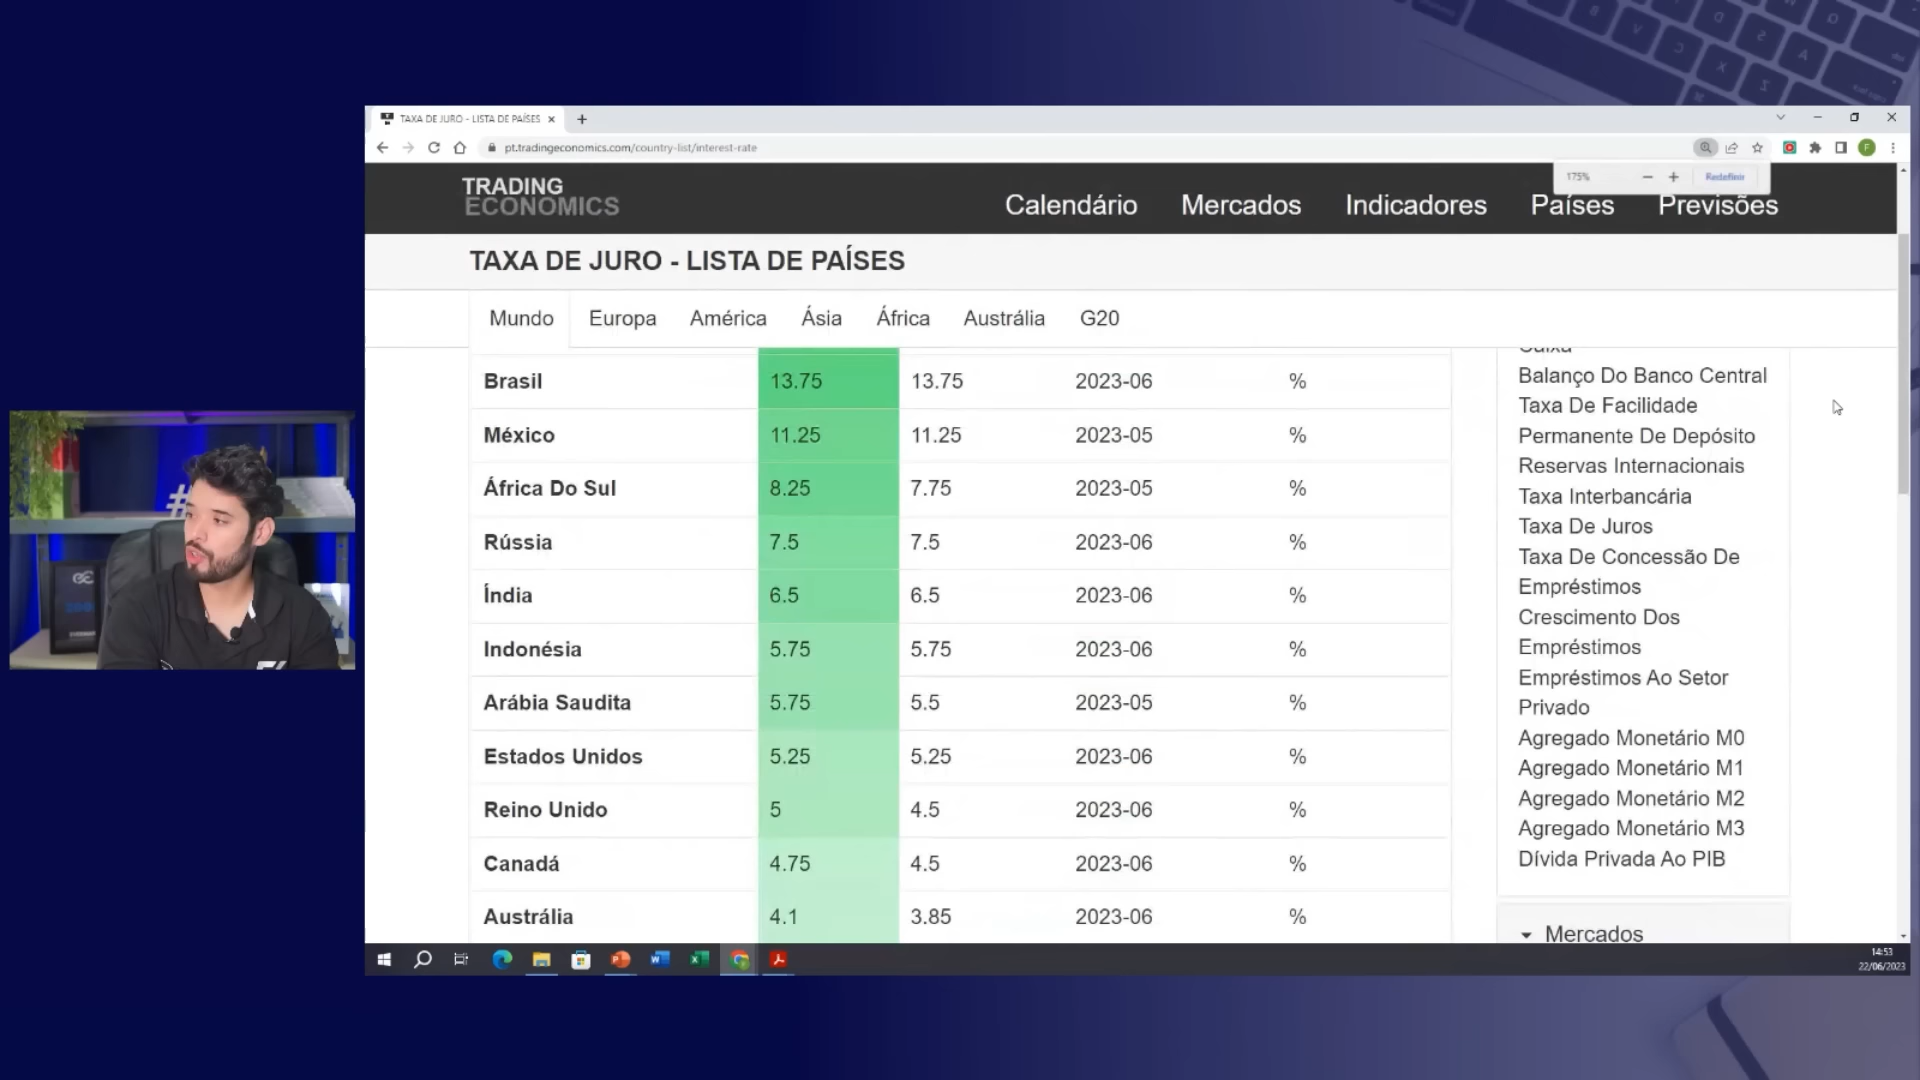 TAXA DE JURO - LISTA DE PAÍSES
pt.tradingeconomics.com/country-list/interest-rate
175%
Redefinir
TRADING
ECONOMICS
Calendário Mercados Indicadores Países Previsões
TAXA DE JURO - LISTA DE PAÍSES
Mundo Europa América Ásia África Austrália G20
Brasil 13.75 13.75 2023-06 %
México 11.25 11.25 2023-05 %
África Do Sul 8.25 7.75 2023-05 %
Rússia 7.5 7.5 2023-06 %
Índia 6.5 6.5 2023-06 %
Indonésia 5.75 5.75 2023-06 %
Arábia Saudita 5.75 5.5 2023-05 %
Estados Unidos 5.25 5.25 2023-06 %
Reino Unido 5 4.5 2023-06 %
Canadá 4.75 4.5 2023-06 %
Austrália 4.1 3.85 2023-06 %
Balanço Do Banco Central
Taxa De Facilidade
Permanente De Depósito
Reservas Internacionais
Taxa Interbancária
Taxa De Juros
Taxa De Concessão De
Empréstimos
Crescimento Dos
Empréstimos
Empréstimos Ao Setor
Privado
Agregado Monetário M0
Agregado Monetário M1
Agregado Monetário M2
Agregado Monetário M3
Dívida Privada Ao PIB
Mercados
14:53
22/06/2023